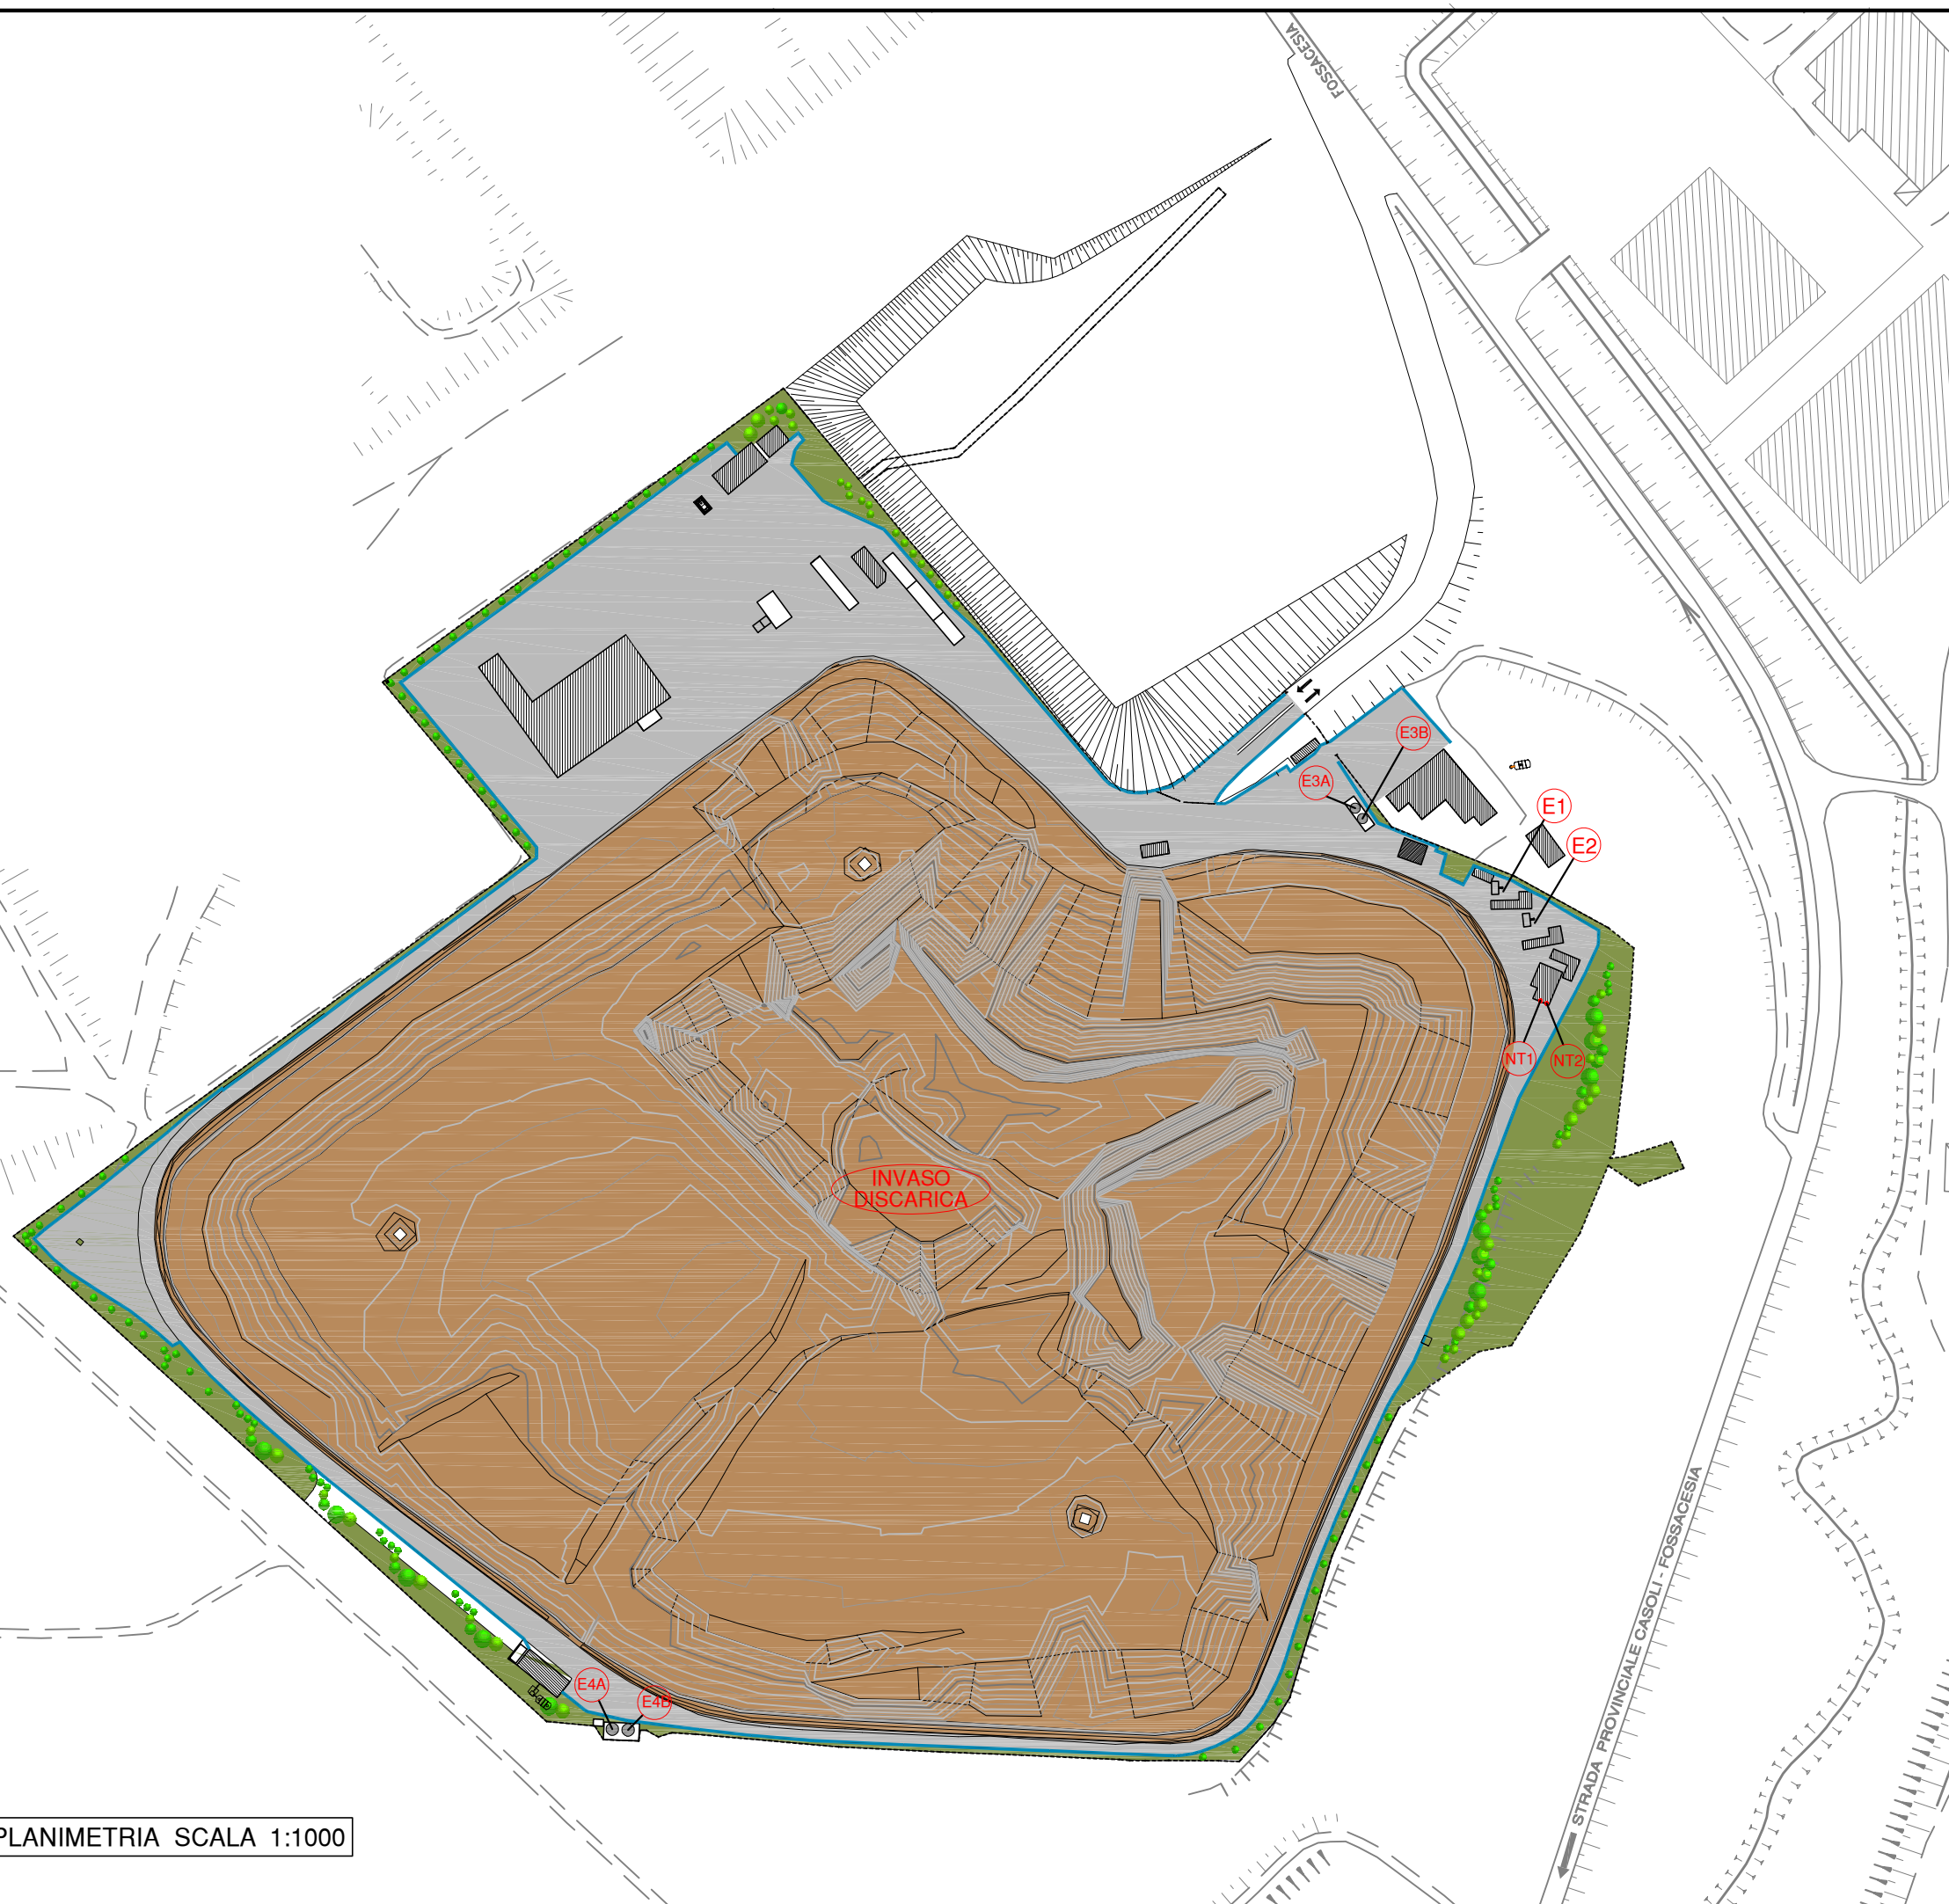 FOSSACESIA
E3B
E3A
E1
E2
NT1
NT2
INVASO
DISCARICA
E4A
E4B
STRADA PROVINCIALE CASOLI - FOSSACESIA
PLANIMETRIA SCALA 1:1000